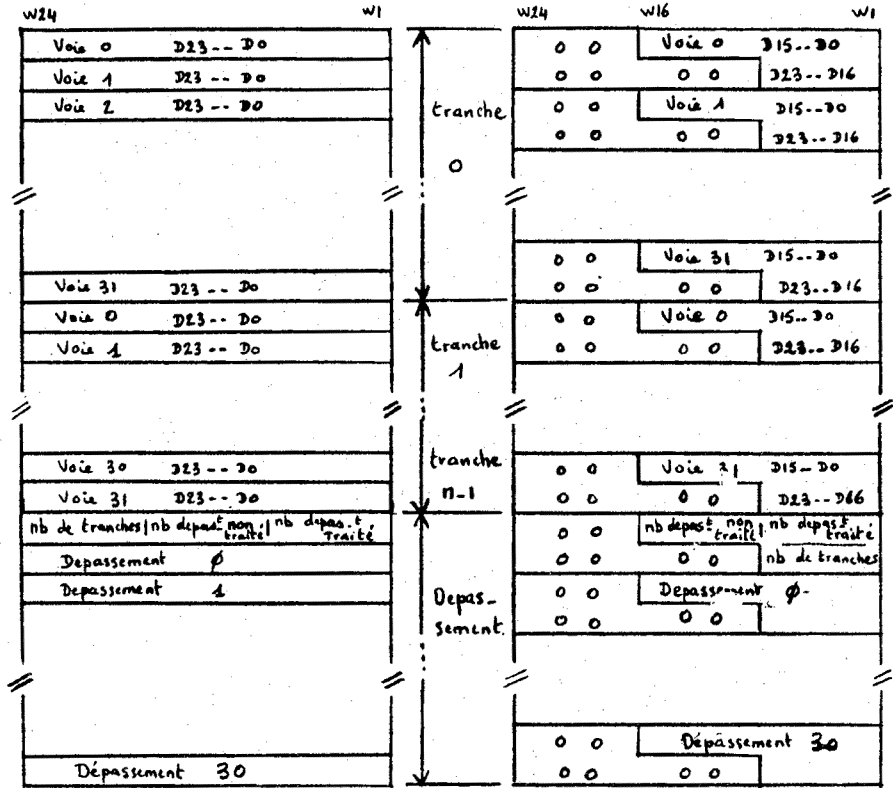 W24 W1
Voie 0 D23 -- D0
Voie 1 D23 -- D0
Voie 2 D23 -- D0
Voie 31 D23 -- D0
Voie 0 D23 -- D0
Voie 1 D23 -- D0
Voie 30 D23 -- D0
Voie 31 D23 -- D0
nb de tranches | nb depast non traité | nb depas.t traité
Depassement ϕ
Depassement 1
Dépassement 30
tranche
0
tranche
1
tranche
n-1
Depas-
sement.
W24 W16 W1
0 0 Voie 0 D15 -- D0
0 0 0 0 D23 -- D16
0 0 Voie 1 D15 -- D0
0 0 0 0 D23 -- D16
0 0 Voie 31 D15 -- D0
0 0 0 0 D23 -- D16
0 0 Voie 0 D15 -- D0
0 0 0 0 D23 -- D16
0 0 Voie D15 -- D0
0 0 0 0 D23 -- D66
0 0 nb depast non traité | nb depast traité
0 0 0 0 nb de tranches
0 0 Depassement ϕ-
0 0 0 0
0 0 Dépassement 30
0 0 0 0